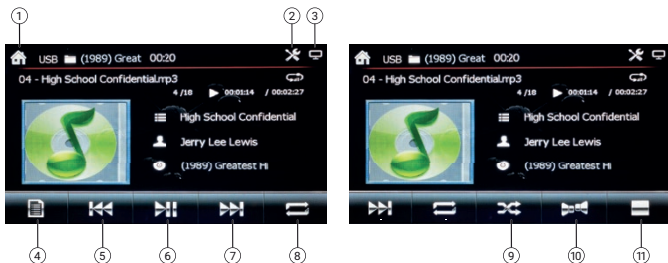 1 2 3
USB (1989) Great 00:20
04 - High School Confidential.mp3
4 /18 00:01:14 / 00:02:27
High School Confidential
Jerry Lee Lewis
(1989) Greatest Hi
4 5 6 7 8
USB (1989) Great 00:20
04 - High School Confidential.mp3
4 /18 00:01:14 / 00:02:27
High School Confidential
Jerry Lee Lewis
(1989) Greatest Hi
9 10 11